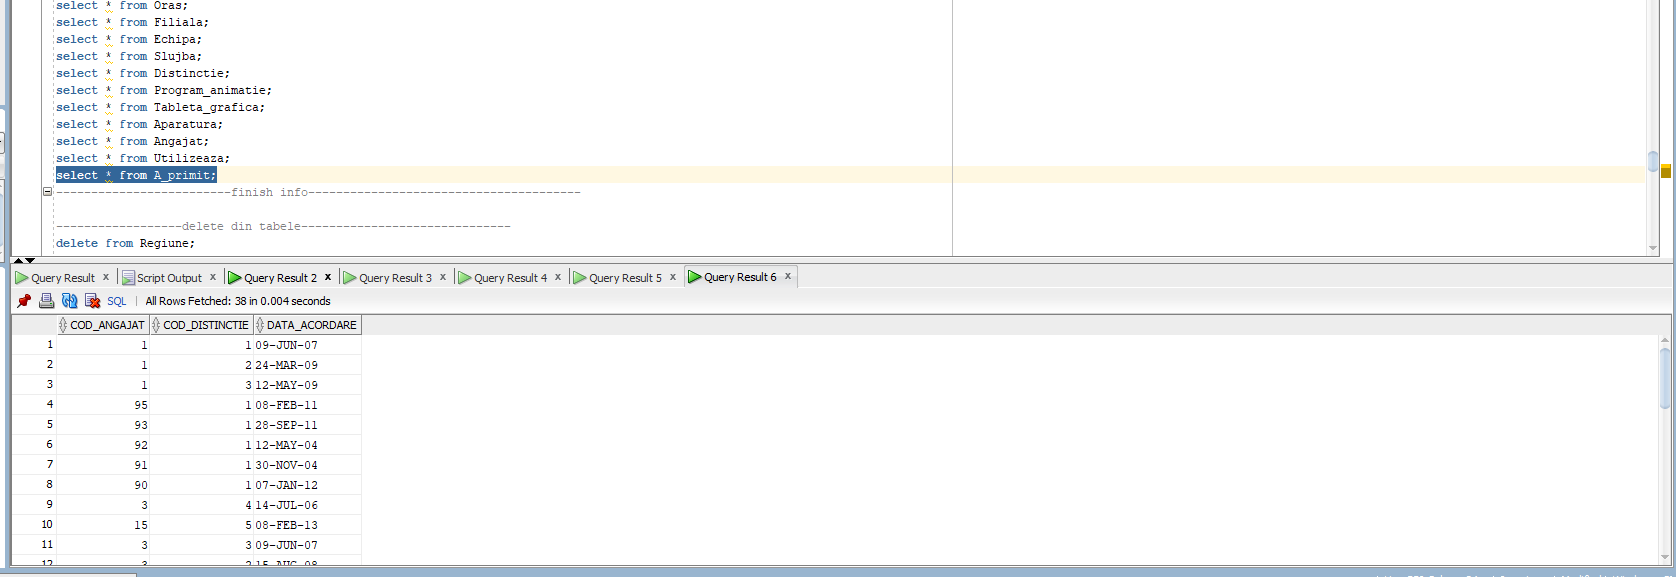 select * from Oras;
select * from Filiala;
select * from Echipa;
select * from Slujba;
select * from Distinctie;
select * from Program_animatie;
select * from Tableta_grafica;
select * from Aparatura;
select * from Angajat;
select * from Utilizeaza;
select * from A_primit;
-------------------------finish info---------------------------------------
------------------delete din tabele------------------------------
delete from Regiune;
Query Result x Script Output x Query Result 2 x Query Result 3 x Query Result 4 x Query Result 5 x Query Result 6 x
SQL | All Rows Fetched: 38 in 0.004 seconds
COD_ANGAJAT COD_DISTINCTIE DATA_ACORDARE
1 1 1 09-JUN-07
2 1 2 24-MAR-09
3 1 3 12-MAY-09
4 95 1 08-FEB-11
5 93 1 28-SEP-11
6 92 1 12-MAY-04
7 91 1 30-NOV-04
8 90 1 07-JAN-12
9 3 4 14-JUL-06
10 15 5 08-FEB-13
11 3 3 09-JUN-07
12 3 2 15-AUG-08